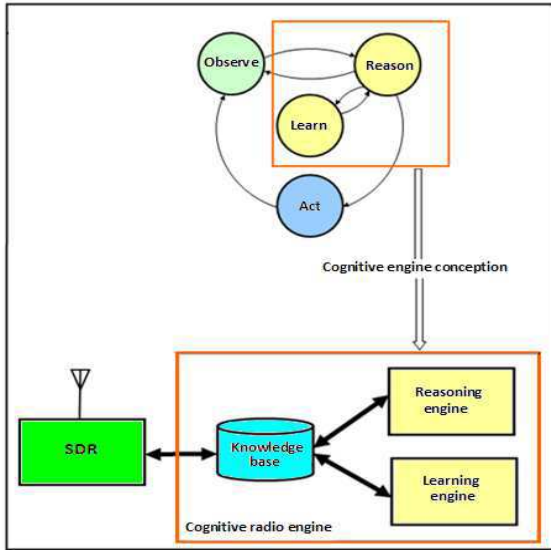 Observe
Reason
Learn
Act
Cognitive engine conception
SDR
Knowledge
base
Reasoning
engine
Learning
engine
Cognitive radio engine